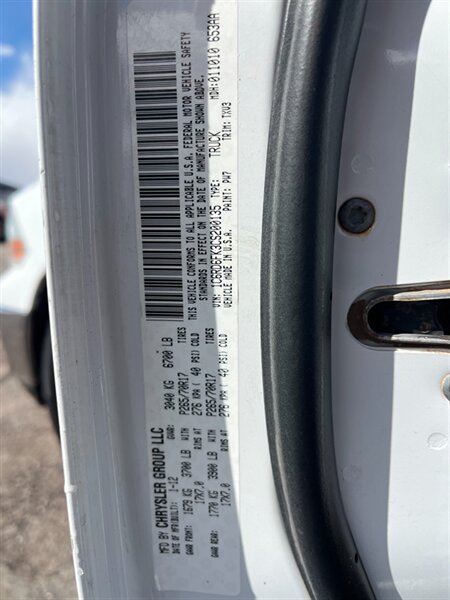 MFD BY CHRYSLER GROUP LLC
DATE OF MFR(BUILT): 1-12 GVWR: 3040 KG 6700 LB
GAWR FRONT: 1679 KG 3700 LB WITH P265/70R17 TIRES
17X7.0 RIMS AT 276 KPA ( 40 PSI) COLD
GAWR REAR: 1770 KG 3900 LB WITH P265/70R17 TIRES
17X7.0 RIMS AT 276 KPA ( 40 PSI) COLD
THIS VEHICLE CONFORMS TO ALL APPLICABLE U.S.A. FEDERAL MOTOR VEHICLE SAFETY
STANDARDS IN EFFECT ON THE DATE OF MANUFACTURE SHOWN ABOVE.
VIN: 1C6RD6FK3CS200135 TYPE: TRUCK MDH:011010 653AA
VEHICLE MADE IN U.S.A. PAINT: PW7 TRIM: TXV3